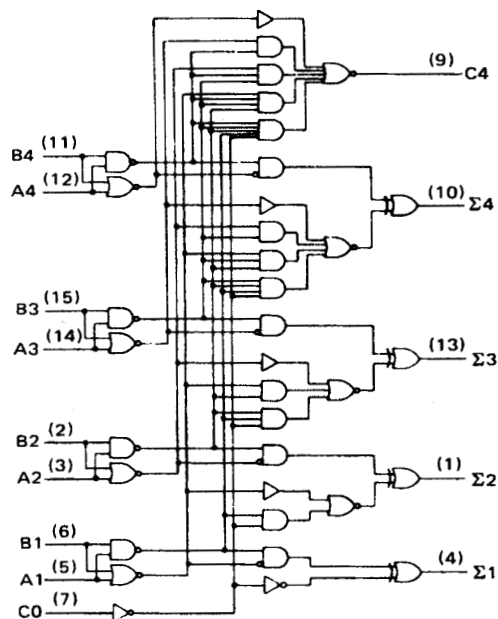 (9)
C4
B4 (11)
A4 (12)
(10)
Σ4
B3 (15)
A3 (14)
(13)
Σ3
B2 (2)
A2 (3)
(1)
Σ2
B1 (6)
A1 (5)
(4)
Σ1
C0 (7)